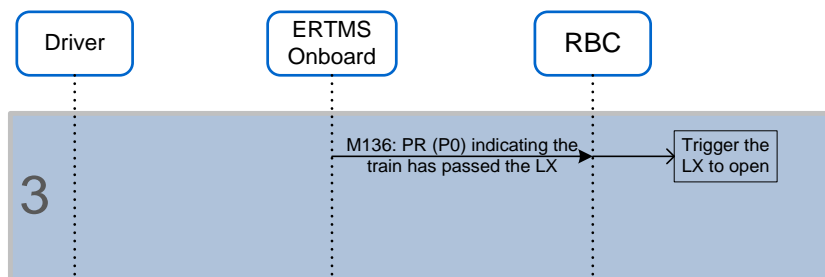 Driver
ERTMS
Onboard
RBC
M136: PR (P0) indicating the
train has passed the LX
Trigger the
LX to open
3